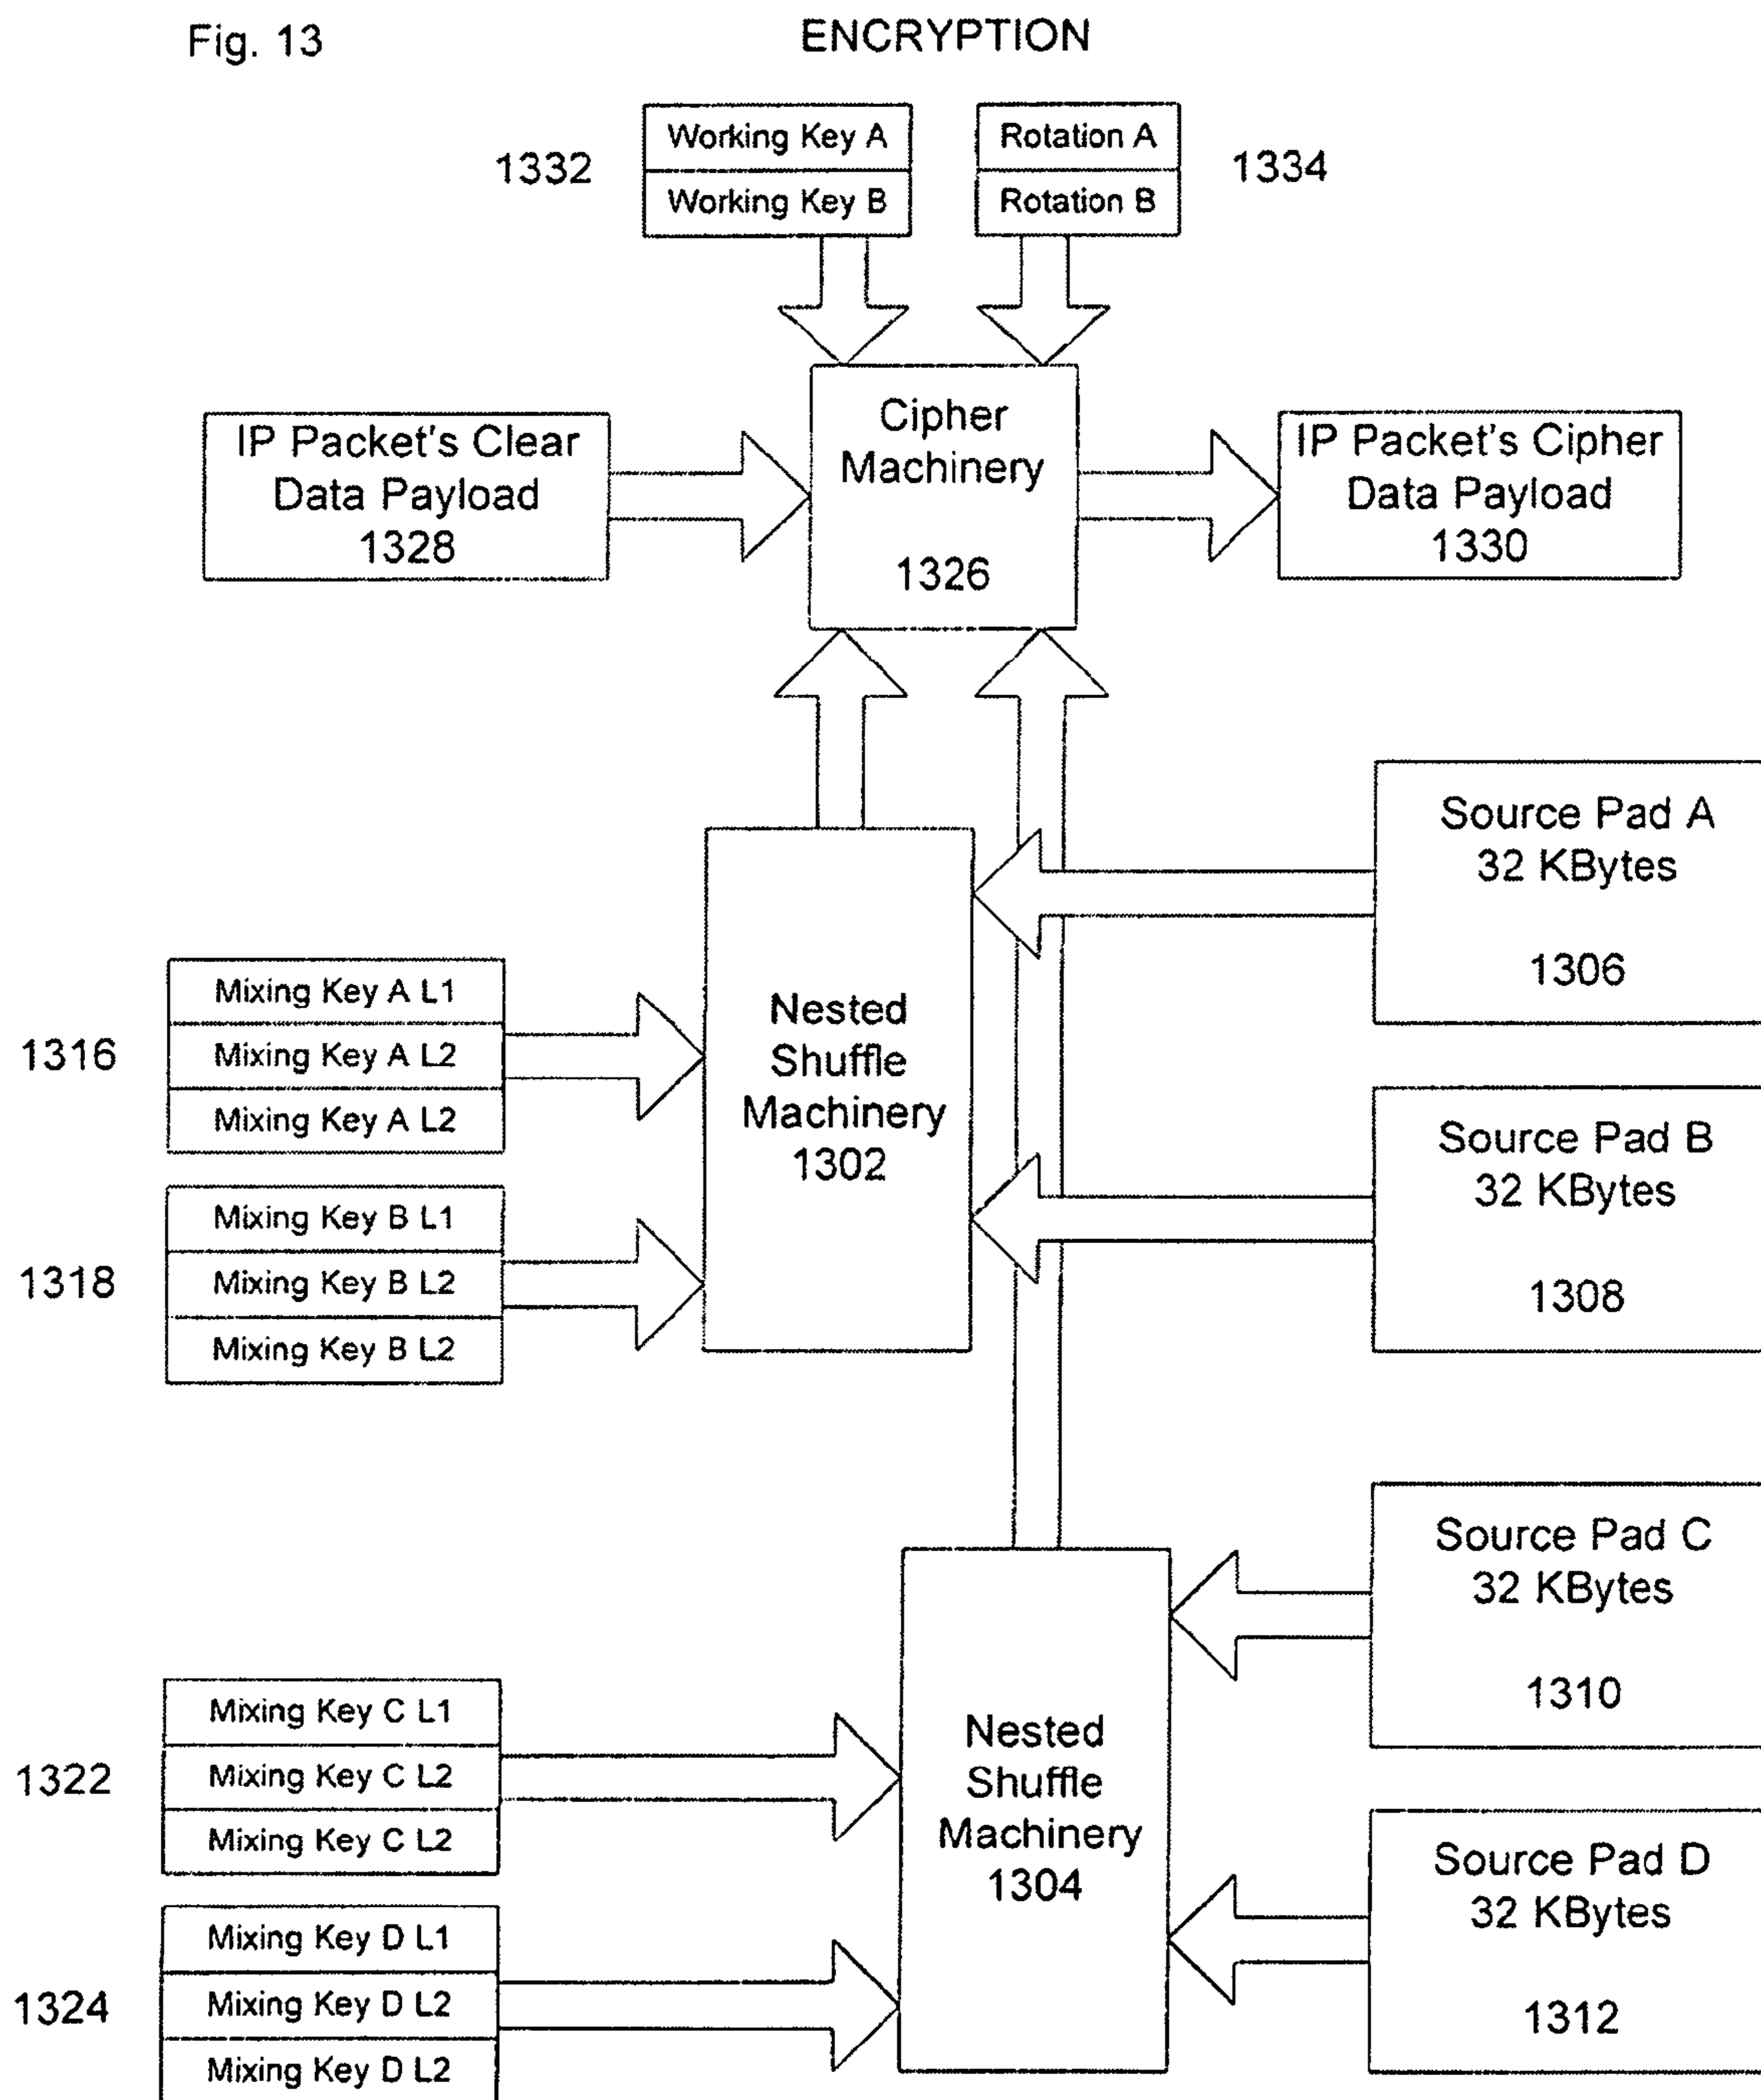 Fig. 13
ENCRYPTION
1332
Working Key A
Working Key B
Rotation A
Rotation B
1334
IP Packet's Clear
Data Payload
1328
Cipher
Machinery
1326
IP Packet's Cipher
Data Payload
1330
Source Pad A
32 KBytes
1306
1316
Mixing Key A L1
Mixing Key A L2
Mixing Key A L2
Nested
Shuffle
Machinery
1302
Source Pad B
32 KBytes
1308
1318
Mixing Key B L1
Mixing Key B L2
Mixing Key B L2
Source Pad C
32 KBytes
1310
1322
Mixing Key C L1
Mixing Key C L2
Mixing Key C L2
Nested
Shuffle
Machinery
1304
Source Pad D
32 KBytes
1312
1324
Mixing Key D L1
Mixing Key D L2
Mixing Key D L2